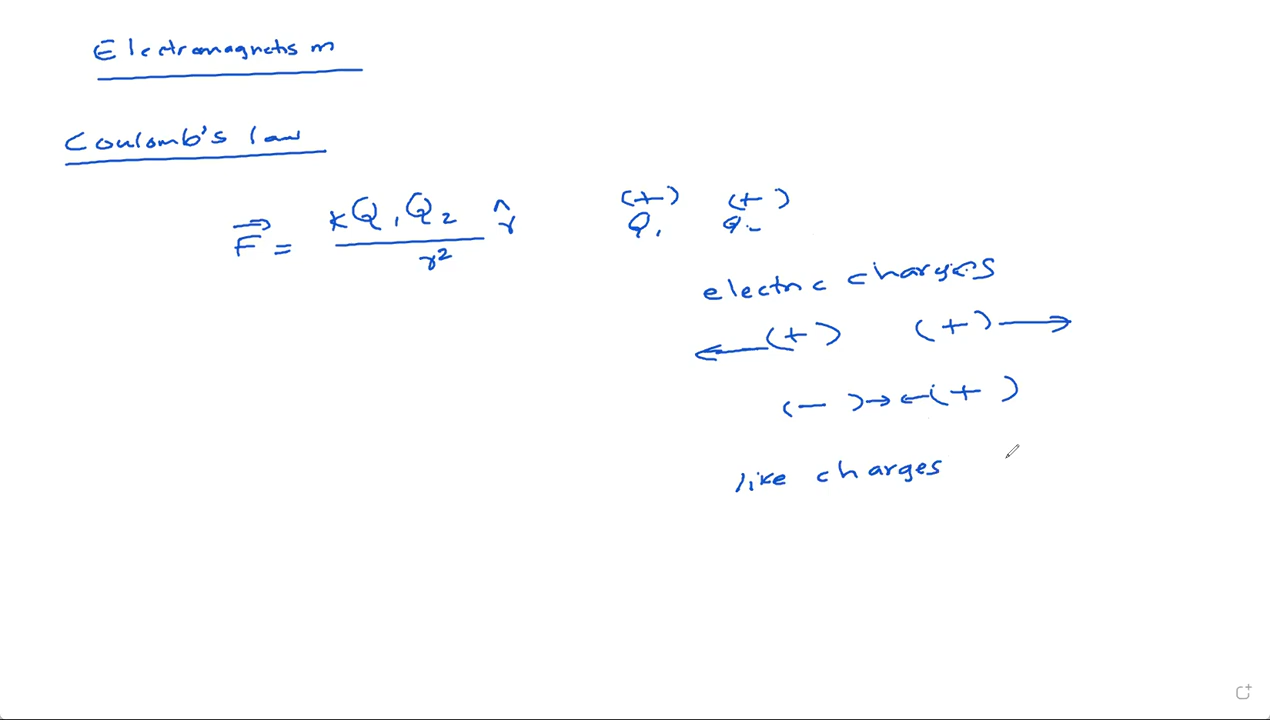 Electromagnetism
Coulomb's law
(+) (+)
F⃗ = kQ₁Q₂/r² r̂
Q₁ Q₂
electric charges
←(+) (+)→
(−)→ ←(+)
like charges